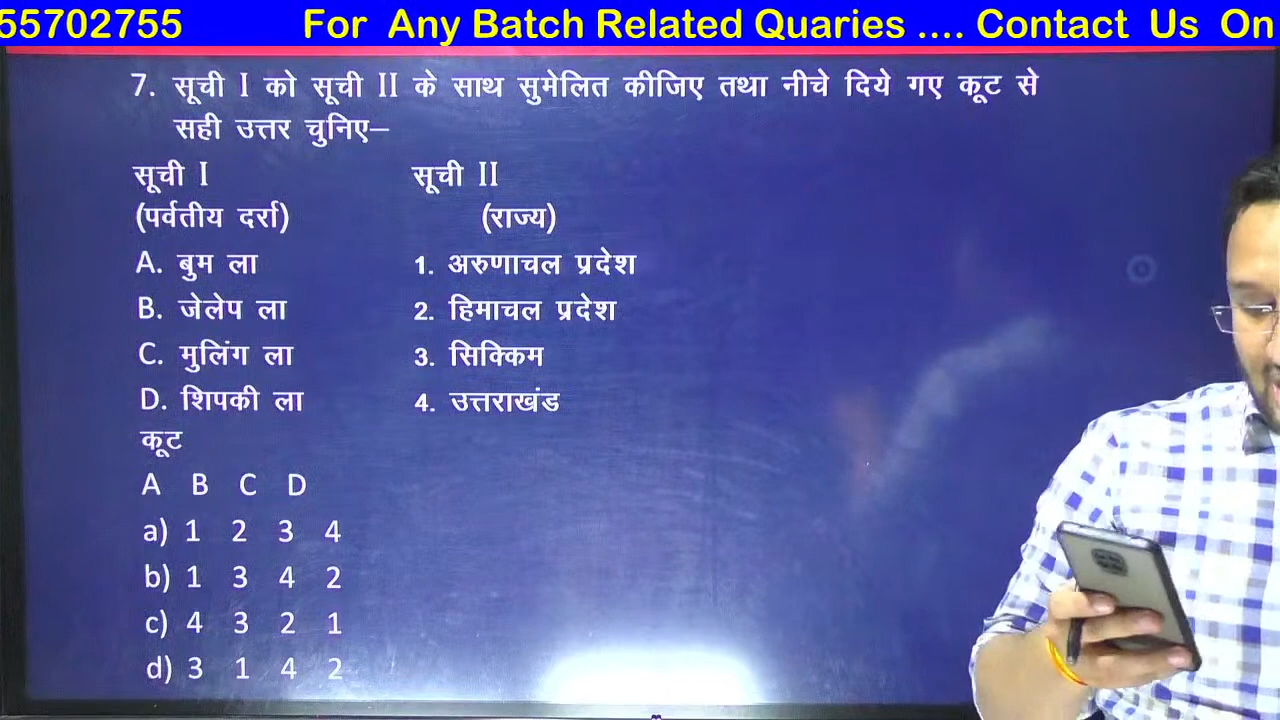 55702755 For Any Batch Related Quaries .... Contact Us On
7. सूची I को सूची II के साथ सुमेलित कीजिए तथा नीचे दिये गए कूट से
सही उत्तर चुनिए–
सूची I सूची II
(पर्वतीय दर्रा) (राज्य)
A. बुम ला 1. अरुणाचल प्रदेश
B. जेलेप ला 2. हिमाचल प्रदेश
C. मुलिंग ला 3. सिक्किम
D. शिपकी ला 4. उत्तराखंड
कूट
A B C D
a) 1 2 3 4
b) 1 3 4 2
c) 4 3 2 1
d) 3 1 4 2